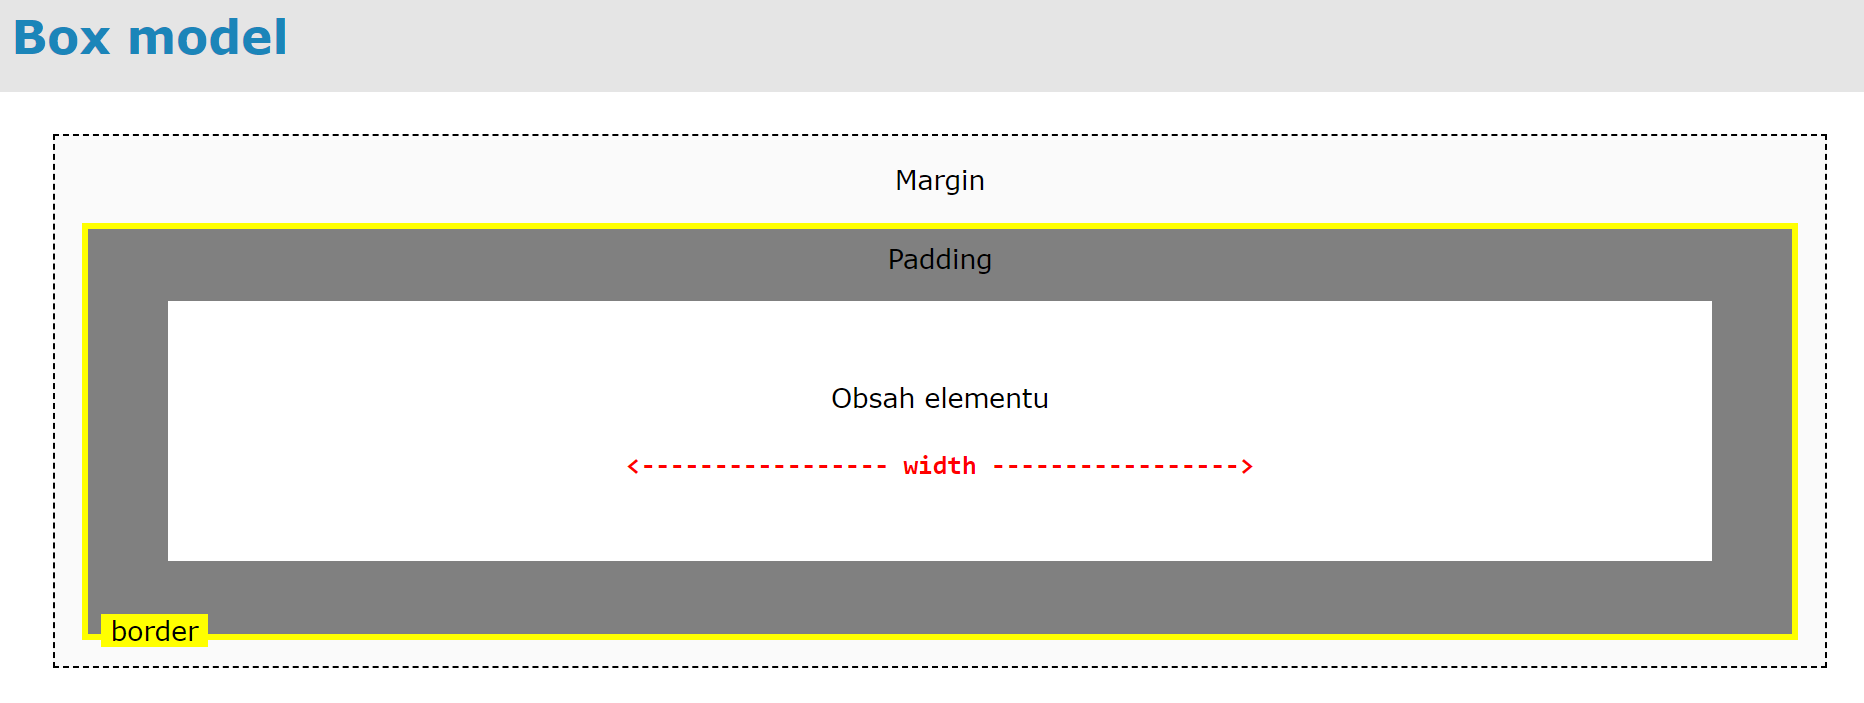 Box model
Margin
Padding
Obsah elementu
<----------------- width ----------------->
border